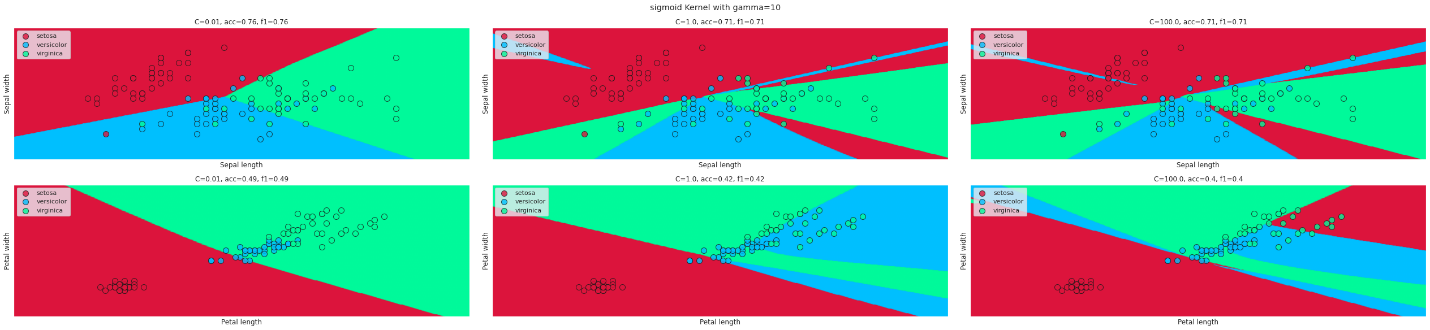 sigmoid Kernel with gamma=10
C=0.01, acc=0.76, f1=0.76
setosa
versicolor
virginica
Sepal width
Sepal length
C=1.0, acc=0.71, f1=0.71
setosa
versicolor
virginica
Sepal width
Sepal length
C=100.0, acc=0.71, f1=0.71
setosa
versicolor
virginica
Sepal width
Sepal length
C=0.01, acc=0.49, f1=0.49
setosa
versicolor
virginica
Petal width
Petal length
C=1.0, acc=0.42, f1=0.42
setosa
versicolor
virginica
Petal width
Petal length
C=100.0, acc=0.4, f1=0.4
setosa
versicolor
virginica
Petal width
Petal length